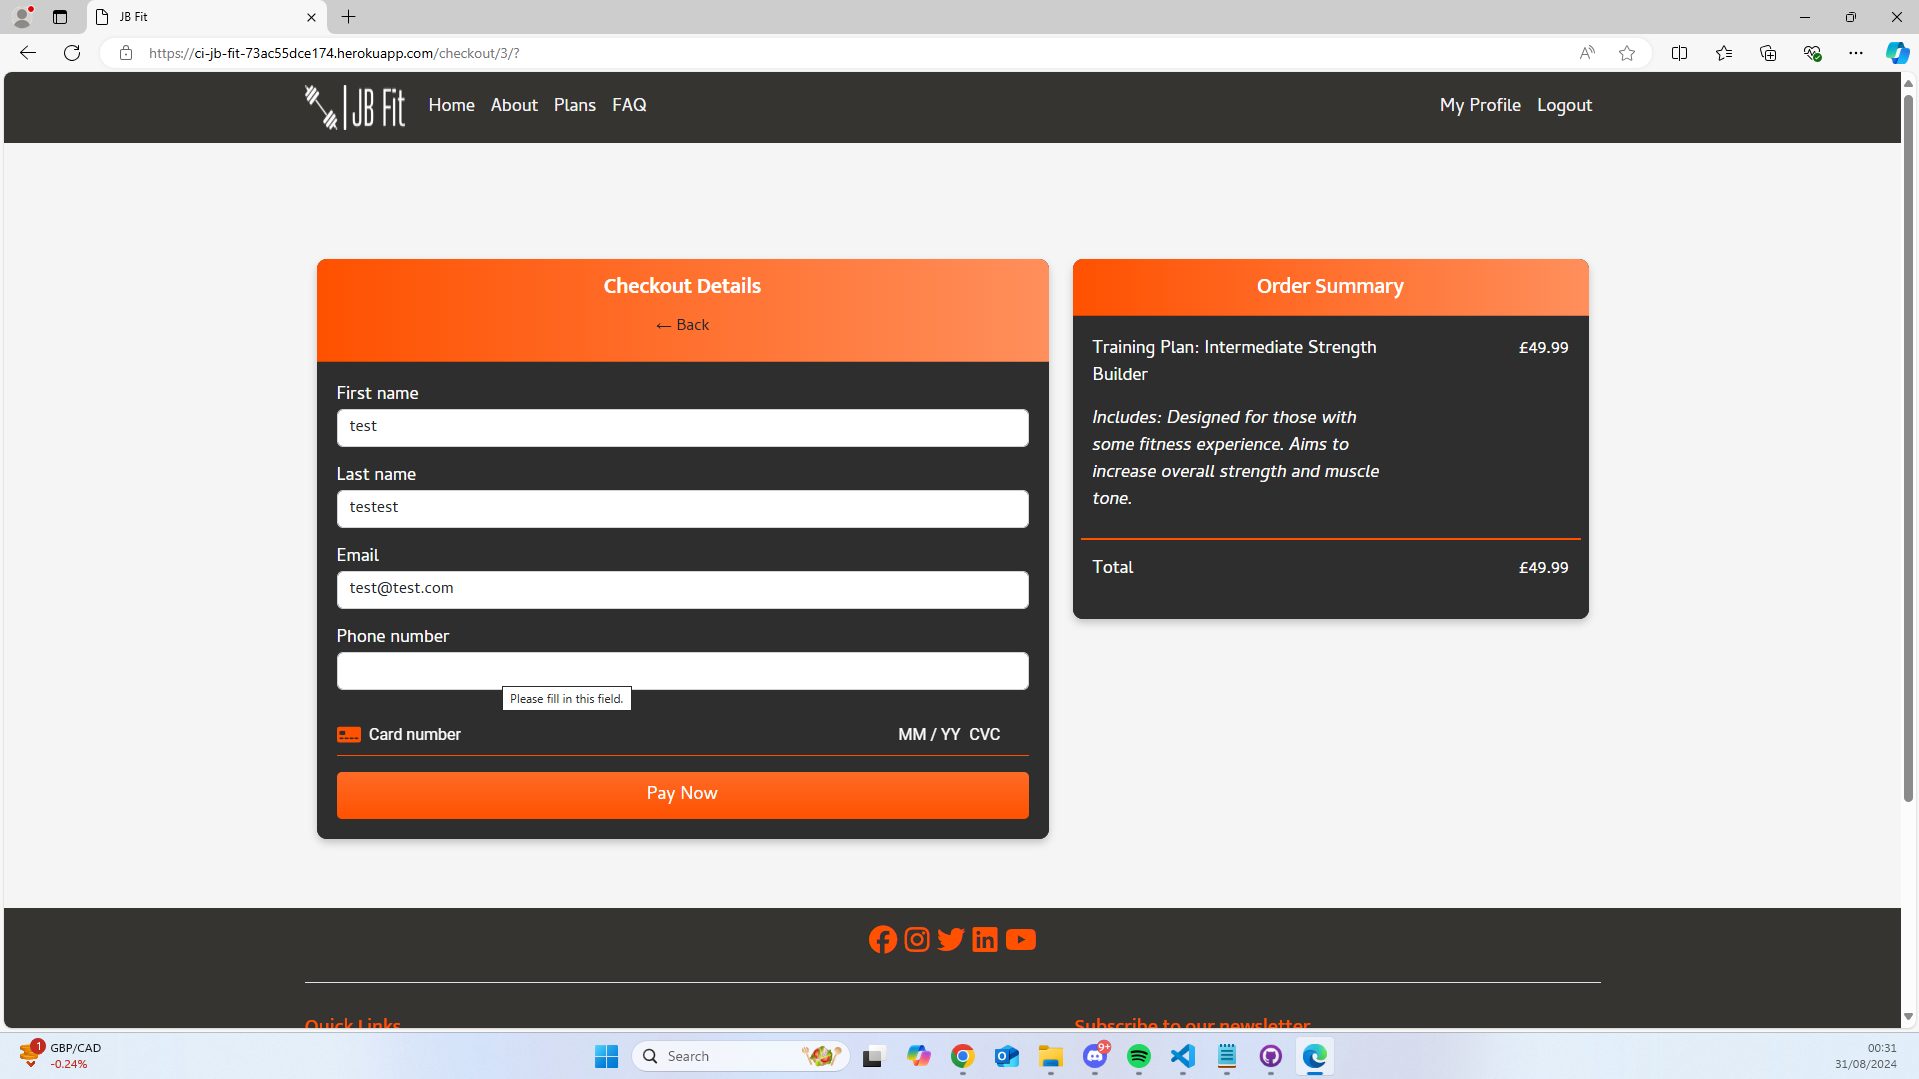 JB Fit
https://ci-jb-fit-73ac55dce174.herokuapp.com/checkout/3/?
JB Fit
Home
About
Plans
FAQ
My Profile
Logout
Checkout Details
← Back
First name
test
Last name
testest
Email
test@test.com
Phone number
Please fill in this field.
Card number
MM / YY CVC
Pay Now
Order Summary
Training Plan: Intermediate Strength
Builder
£49.99
Includes: Designed for those with
some fitness experience. Aims to
increase overall strength and muscle
tone.
Total
£49.99
Quick Links
Subscribe to our newsletter
1
GBP/CAD
-0.24%
Search
9+
00:31
31/08/2024